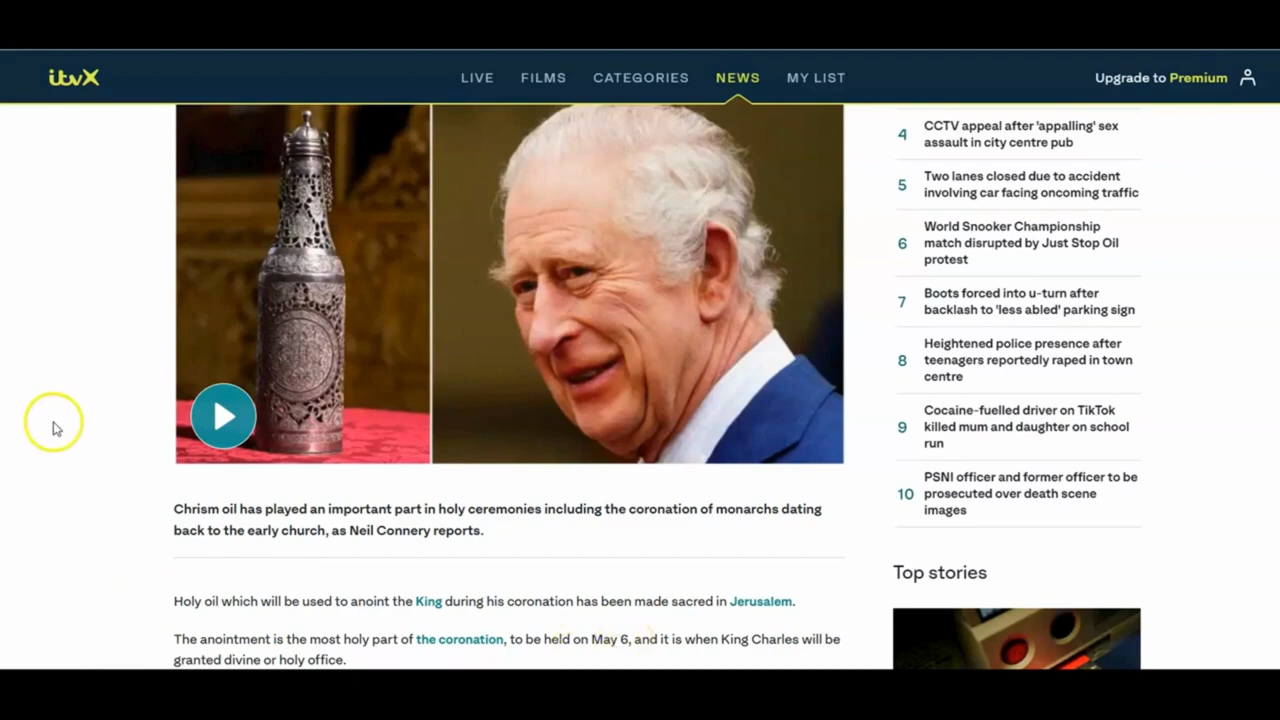 itvX
LIVE
FILMS
CATEGORIES
NEWS
MY LIST
Upgrade to Premium
Chrism oil has played an important part in holy ceremonies including the coronation of monarchs dating
back to the early church, as Neil Connery reports.
Holy oil which will be used to anoint the King during his coronation has been made sacred in Jerusalem.
The anointment is the most holy part of the coronation, to be held on May 6, and it is when King Charles will be
granted divine or holy office.
4 CCTV appeal after 'appalling' sex
assault in city centre pub
5 Two lanes closed due to accident
involving car facing oncoming traffic
6 World Snooker Championship
match disrupted by Just Stop Oil
protest
7 Boots forced into u-turn after
backlash to 'less abled' parking sign
8 Heightened police presence after
teenagers reportedly raped in town
centre
9 Cocaine-fuelled driver on TikTok
killed mum and daughter on school
run
10 PSNI officer and former officer to be
prosecuted over death scene
images
Top stories